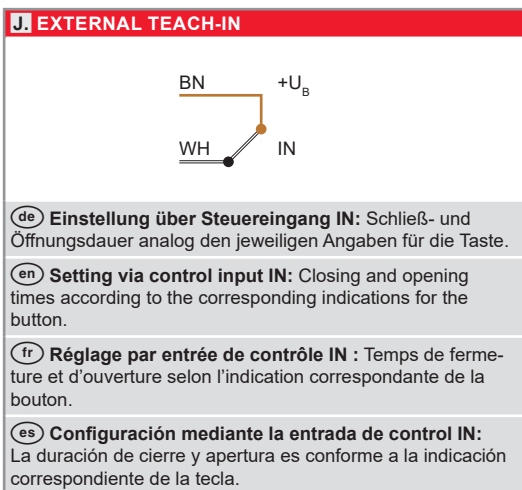 J. EXTERNAL TEACH-IN
BN +U_B
WH IN
de Einstellung über Steuereingang IN: Schließ- und
Öffnungsdauer analog den jeweiligen Angaben für die Taste.
en Setting via control input IN: Closing and opening
times according to the corresponding indications for the
button.
fr Réglage par entrée de contrôle IN : Temps de ferme-
ture et d’ouverture selon l’indication correspondante de la
bouton.
es Configuración mediante la entrada de control IN:
La duración de cierre y apertura es conforme a la indicación
correspondiente de la tecla.